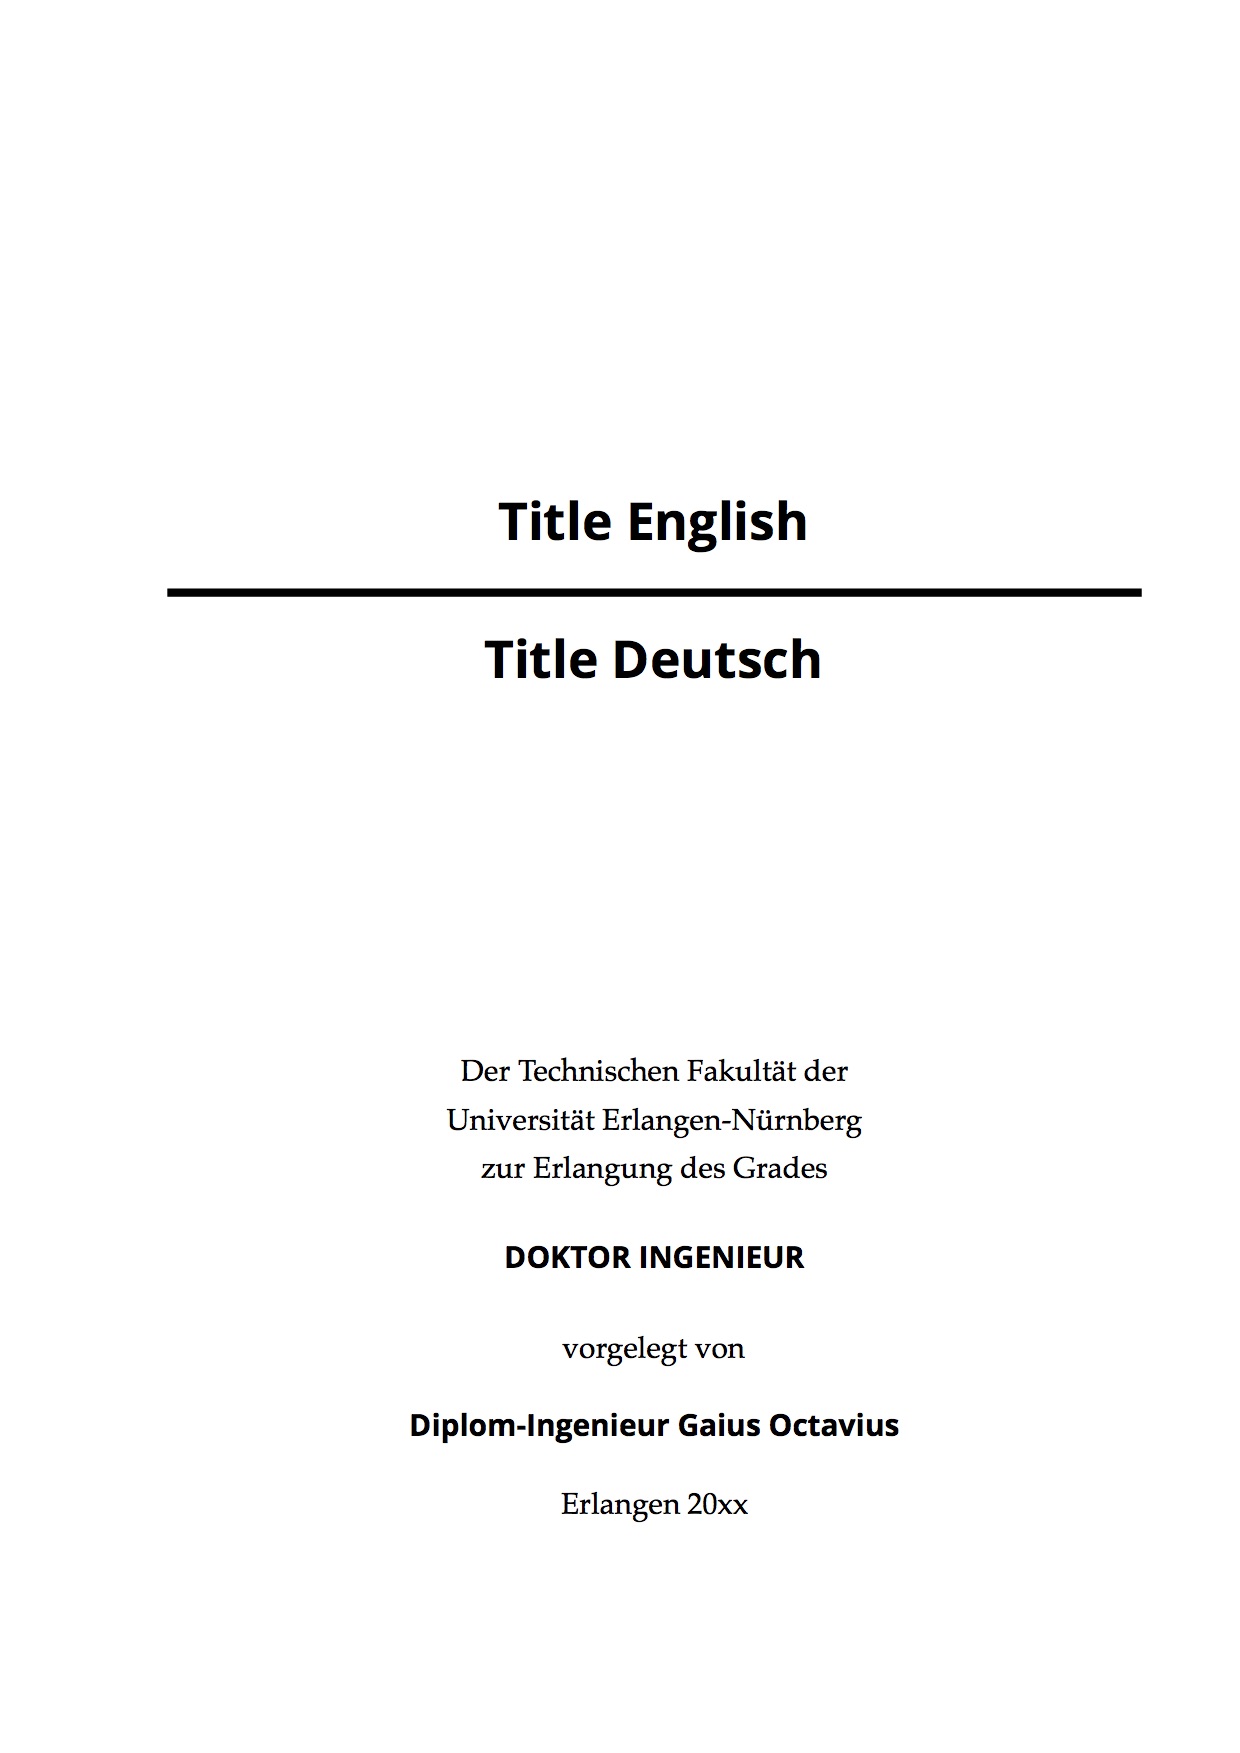 Title English
Title Deutsch
Der Technischen Fakultät der
Universität Erlangen-Nürnberg
zur Erlangung des Grades
DOKTOR INGENIEUR
vorgelegt von
Diplom-Ingenieur Gaius Octavius
Erlangen 20xx